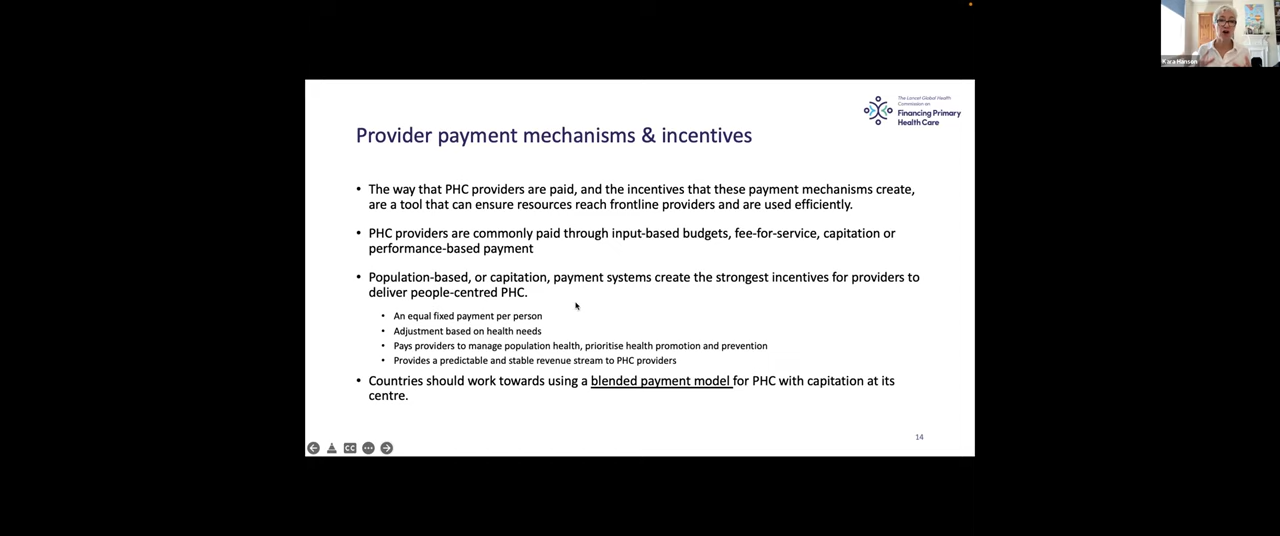 Kara Hanson
The Lancet Global Health
Commission on
Financing Primary
Health Care
Provider payment mechanisms & incentives
• The way that PHC providers are paid, and the incentives that these payment mechanisms create,
are a tool that can ensure resources reach frontline providers and are used efficiently.
• PHC providers are commonly paid through input-based budgets, fee-for-service, capitation or
performance-based payment
• Population-based, or capitation, payment systems create the strongest incentives for providers to
deliver people-centred PHC.
• An equal fixed payment per person
• Adjustment based on health needs
• Pays providers to manage population health, prioritise health promotion and prevention
• Provides a predictable and stable revenue stream to PHC providers
• Countries should work towards using a blended payment model for PHC with capitation at its
centre.
14
CC